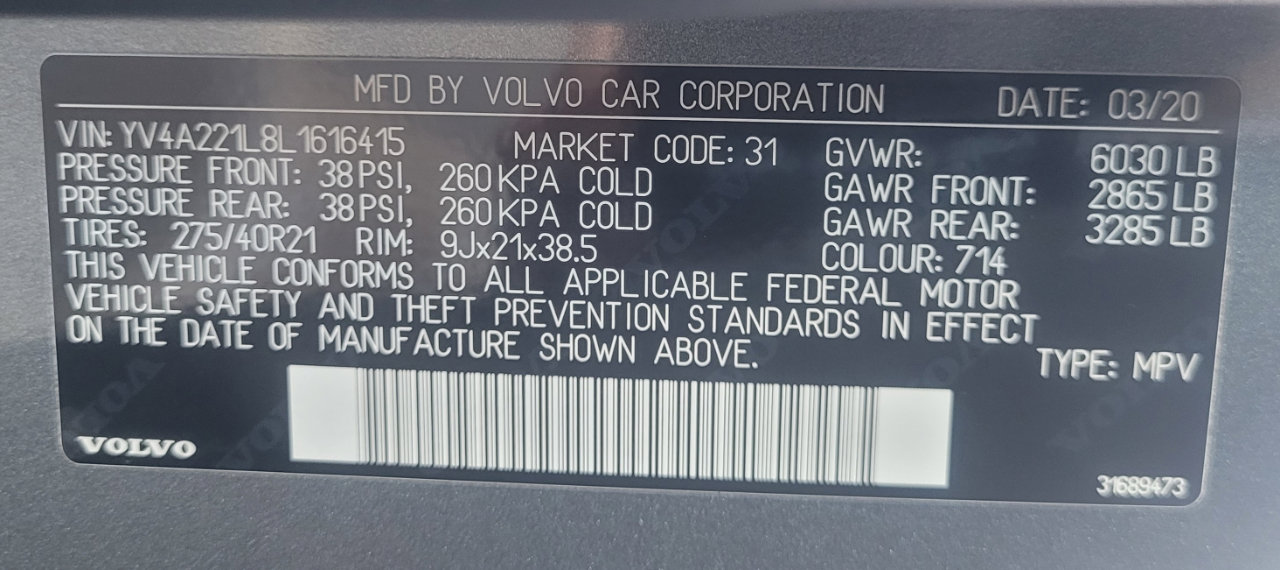 MFD BY VOLVO CAR CORPORATION DATE: 03/20
VIN: YV4A221L8L1616415 MARKET CODE: 31 GVWR: 6030 LB
PRESSURE FRONT: 38 PSI, 260 KPA COLD GAWR FRONT: 2865 LB
PRESSURE REAR: 38 PSI, 260 KPA COLD GAWR REAR: 3285 LB
TIRES: 275/40R21 RIM: 9Jx21x38.5 COLOUR: 714
THIS VEHICLE CONFORMS TO ALL APPLICABLE FEDERAL MOTOR
VEHICLE SAFETY AND THEFT PREVENTION STANDARDS IN EFFECT
ON THE DATE OF MANUFACTURE SHOWN ABOVE. TYPE: MPV
VOLVO 31689473